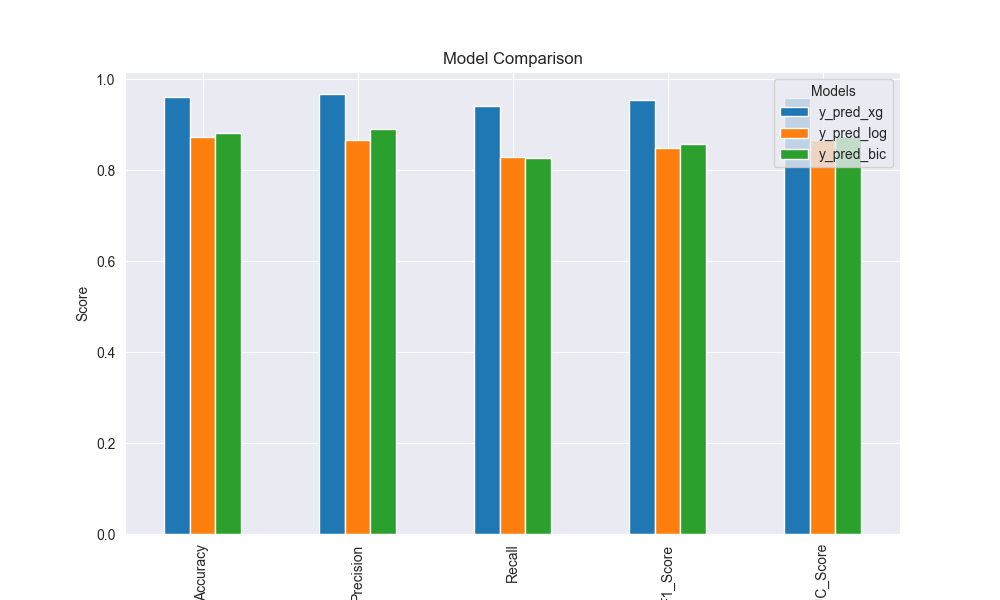 Model Comparison
Models
y_pred_xg
y_pred_log
y_pred_bic
Score
1.0
0.8
0.6
0.4
0.2
0.0
Accuracy
Precision
Recall
F1_Score
C_Score